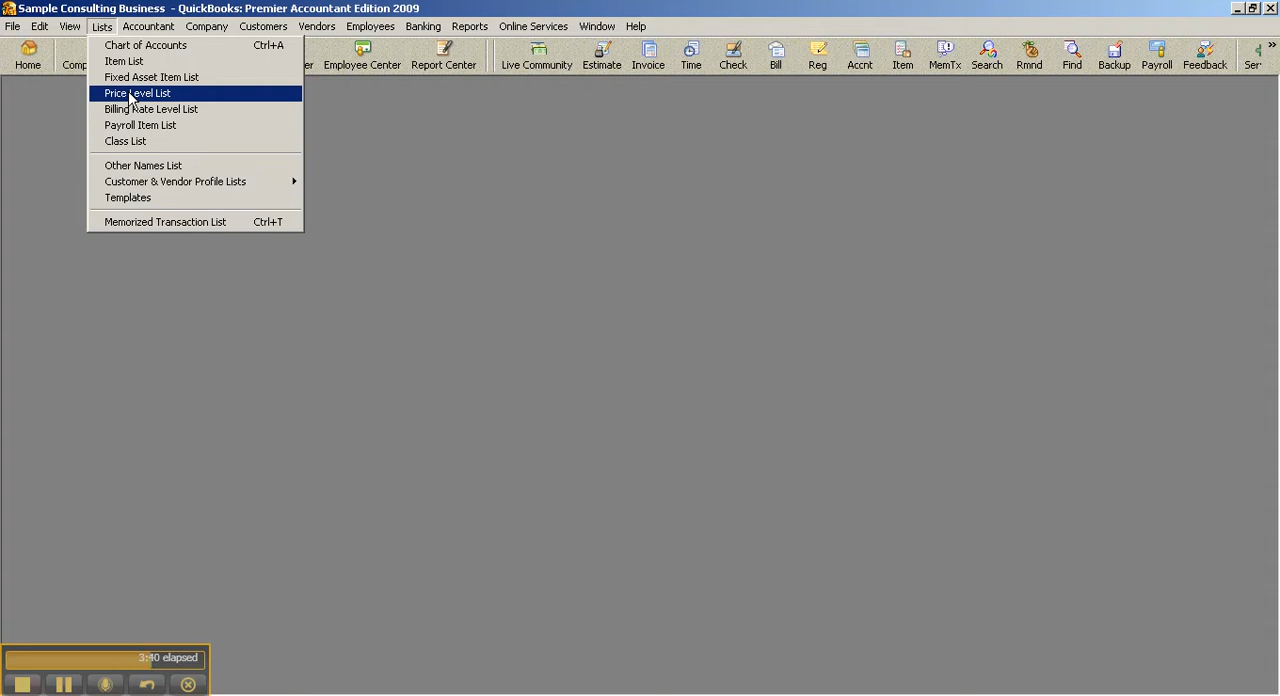 Sample Consulting Business - QuickBooks: Premier Accountant Edition 2009
File Edit View Lists Accountant Company Customers Vendors Employees Banking Reports Online Services Window Help
Home Comp er Employee Center Report Center Live Community Estimate Invoice Time Check Bill Reg Accnt Item MemTx Search Rmnd Find Backup Payroll Feedback Ser »
Chart of Accounts Ctrl+A
Item List
Fixed Asset Item List
Price Level List
Billing Rate Level List
Payroll Item List
Class List
Other Names List
Customer & Vendor Profile Lists
Templates
Memorized Transaction List Ctrl+T
3:40 elapsed